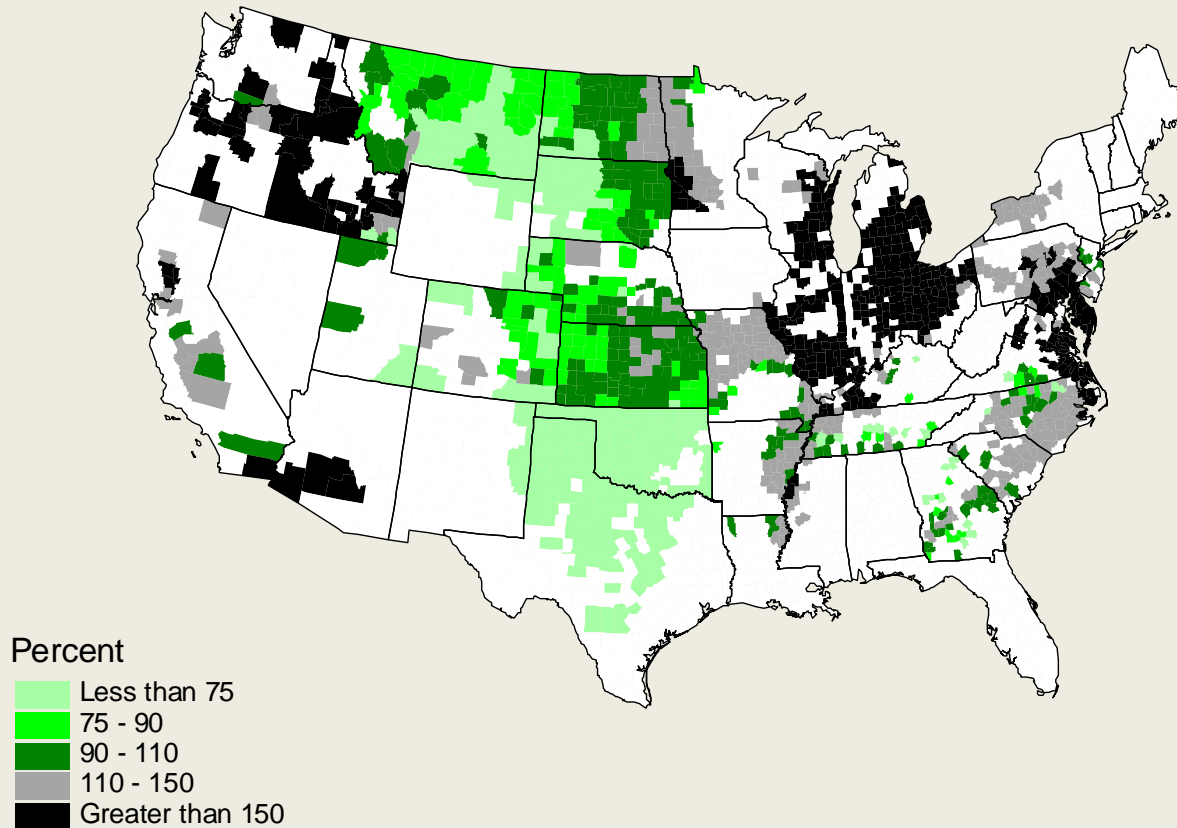 Percent
Less than 75
75 - 90
90 - 110
110 - 150
Greater than 150